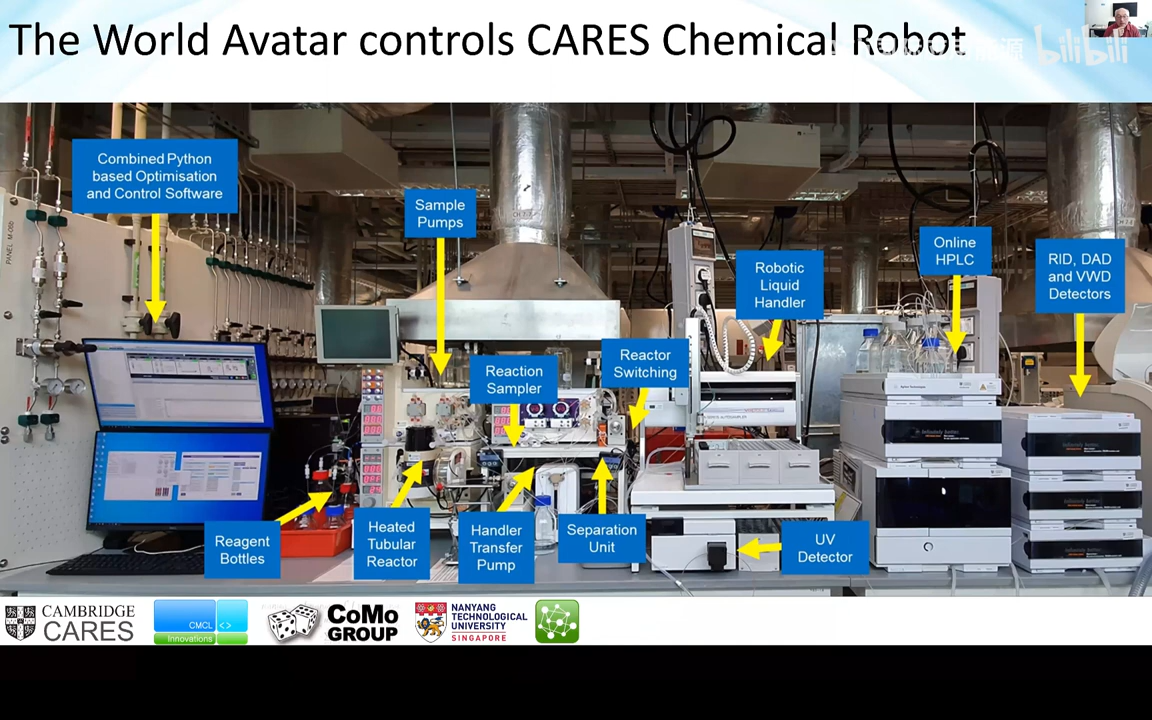 The World Avatar controls CARES Chemical Robot
bilibili
Combined Python
based Optimisation
and Control Software
Sample
Pumps
Online
HPLC
RID, DAD
and VWD
Detectors
Robotic
Liquid
Handler
Reactor
Switching
Reaction
Sampler
Reagent
Bottles
Heated
Tubular
Reactor
Handler
Transfer
Pump
Separation
Unit
UV
Detector
CAMBRIDGE
CARES
CMCL
<>
Innovations
CoMo
GROUP
NANYANG
TECHNOLOGICAL
UNIVERSITY
SINGAPORE